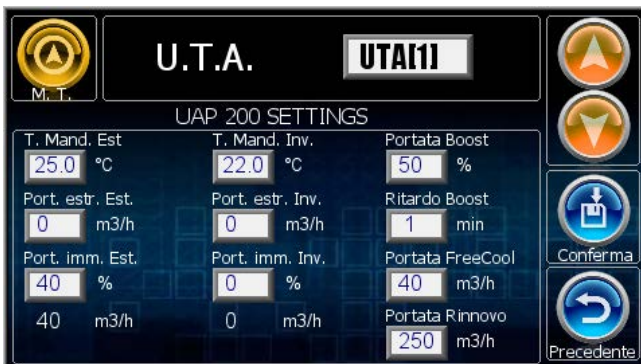 M. T.
U.T.A.
UTA[1]
UAP 200 SETTINGS
T. Mand. Est
25.0 °C
Port. estr. Est.
0 m3/h
Port. imm. Est.
40 %
40 m3/h
T. Mand. Inv.
22.0 °C
Port. estr. Inv.
0 m3/h
Port. imm. Inv.
0 %
0 m3/h
Portata Boost
50 %
Ritardo Boost
1 min
Portata FreeCool
40 m3/h
Portata Rinnovo
250 m3/h
Conferma
Precedente